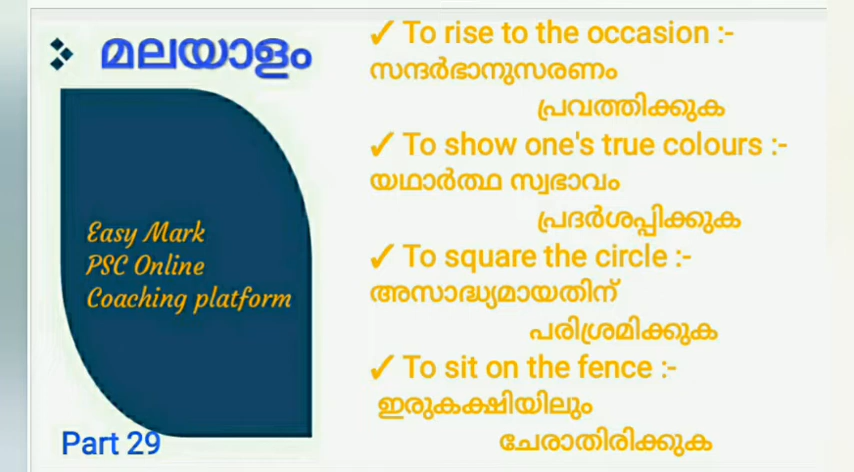 മലയാളം
Easy Mark
PSC Online
Coaching platform
Part 29
✓ To rise to the occasion :-
സന്ദർഭാനുസരണം
പ്രവത്തിക്കുക
✓ To show one's true colours :-
യഥാർത്ഥ സ്വഭാവം
പ്രദർശപ്പിക്കുക
✓ To square the circle :-
അസാദ്ധ്യമായതിന്
പരിശ്രമിക്കുക
✓ To sit on the fence :-
ഇരുകക്ഷിയിലും
ചേരാതിരിക്കുക